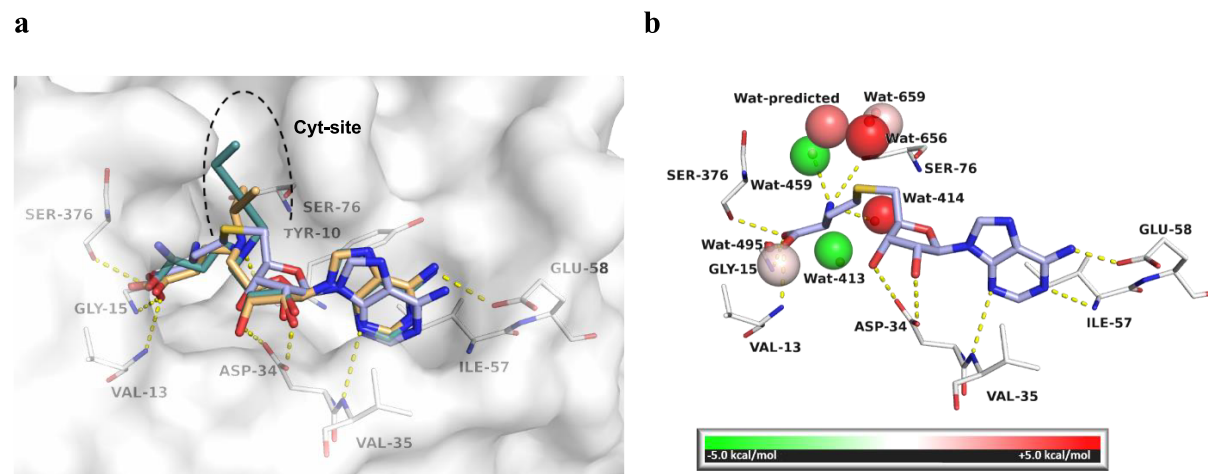 a
b
Cyt-site
SER-376
SER-76
TYR-10
GLU-58
GLY-15
ASP-34
ILE-57
VAL-13
VAL-35
Wat-predicted
Wat-659
Wat-656
SER-76
SER-376
Wat-459
Wat-414
Wat-495
GLY-15
Wat-413
GLU-58
ASP-34
ILE-57
VAL-13
VAL-35
-5.0 kcal/mol
+5.0 kcal/mol